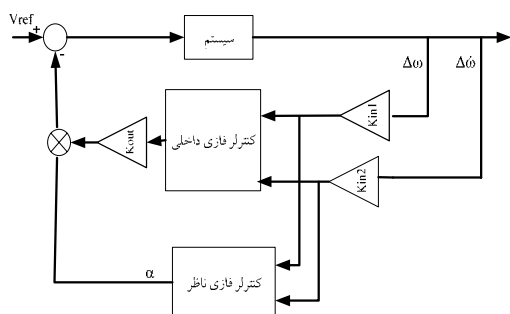 Vref
+
-
سیستم
Δω
Δώ
Kin1
کنترلر فازی داخلی
Kout
Kin2
α
کنترلر فازی ناظر